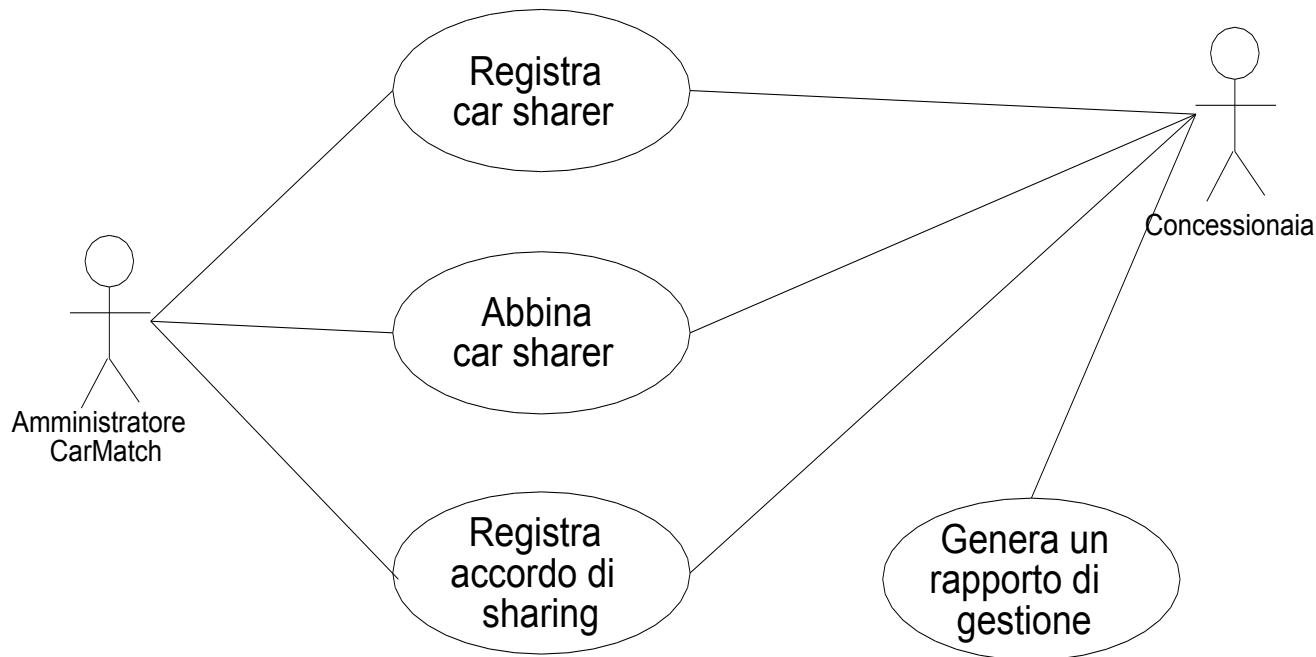 Registra
car sharer
Concessionaia
Abbina
car sharer
Amministratore
CarMatch
Registra
accordo di
sharing
Genera un
rapporto di
gestione